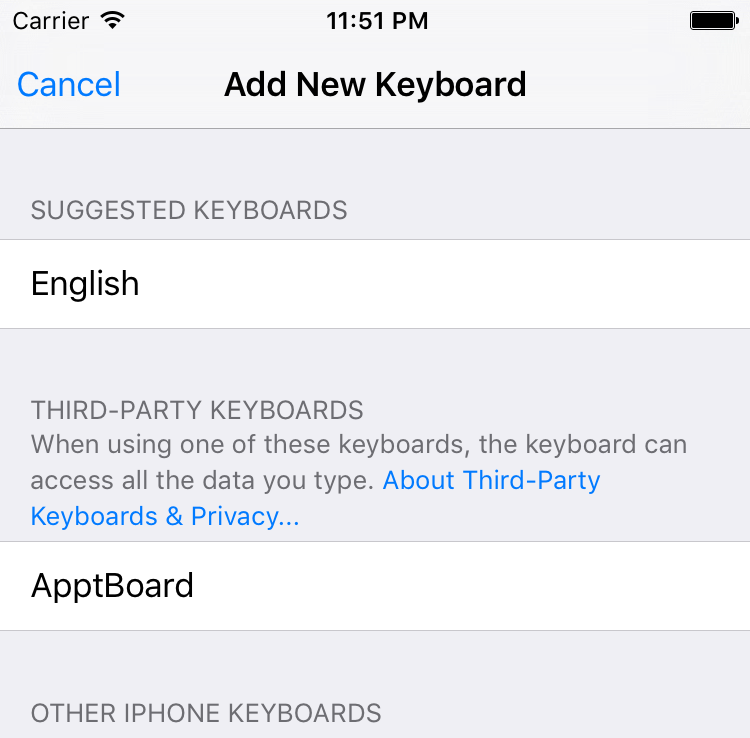 Carrier 11:51 PM
Cancel Add New Keyboard
SUGGESTED KEYBOARDS
English
THIRD-PARTY KEYBOARDS
When using one of these keyboards, the keyboard can
access all the data you type. About Third-Party
Keyboards & Privacy...
ApptBoard
OTHER IPHONE KEYBOARDS